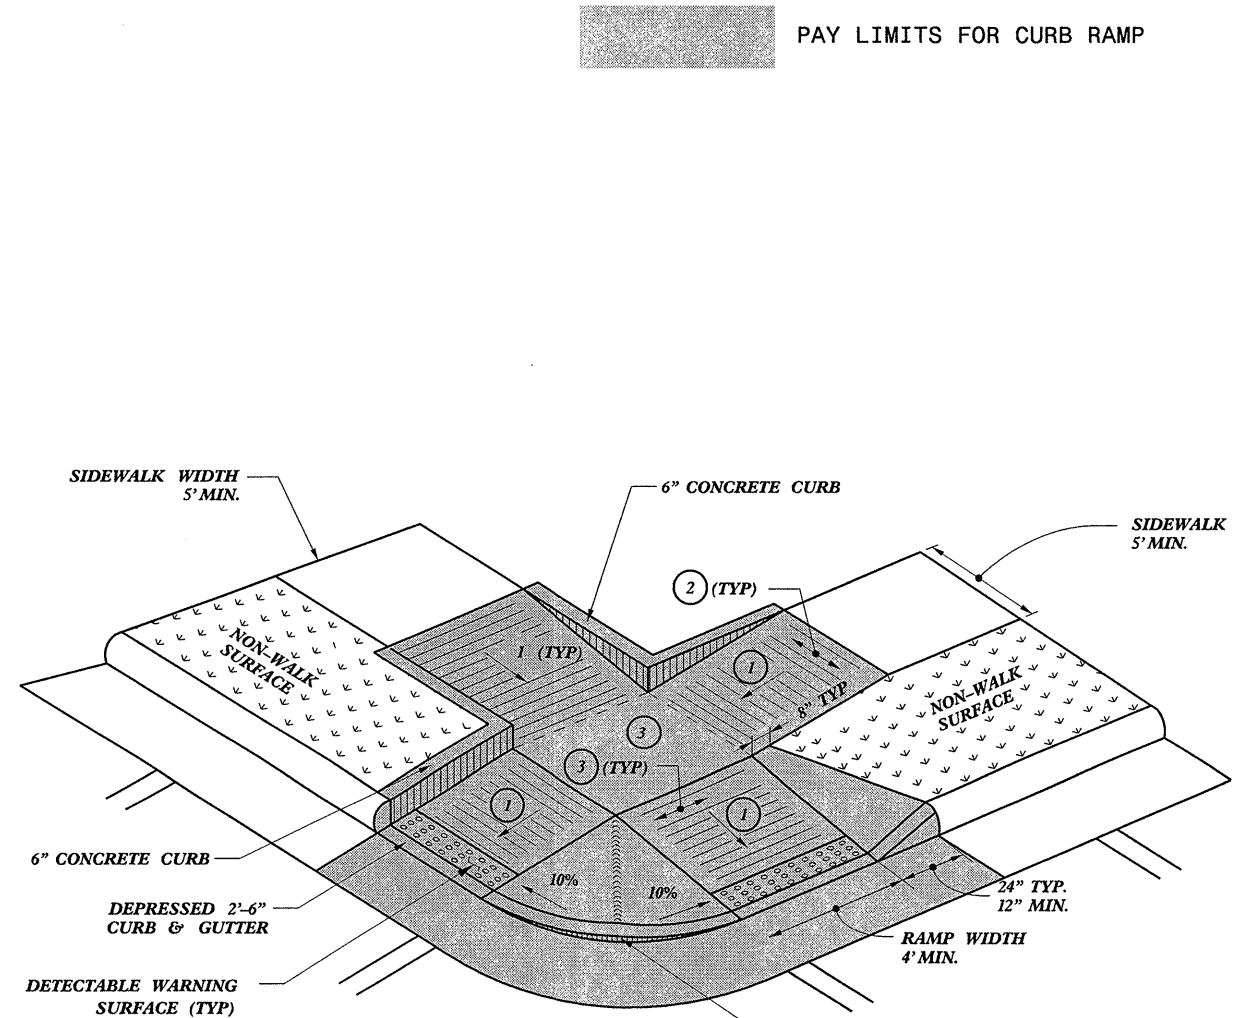 PAY LIMITS FOR CURB RAMP
SIDEWALK WIDTH
5' MIN.
6" CONCRETE CURB
SIDEWALK
5' MIN.
2 (TYP)
NON-WALK
SURFACE
1 (TYP)
1
8" TYP
NON-WALK
SURFACE
3
3 (TYP)
1
1
6" CONCRETE CURB
10%
10%
24" TYP.
12" MIN.
DEPRESSED 2'-6"
CURB & GUTTER
RAMP WIDTH
4' MIN.
DETECTABLE WARNING
SURFACE (TYP)